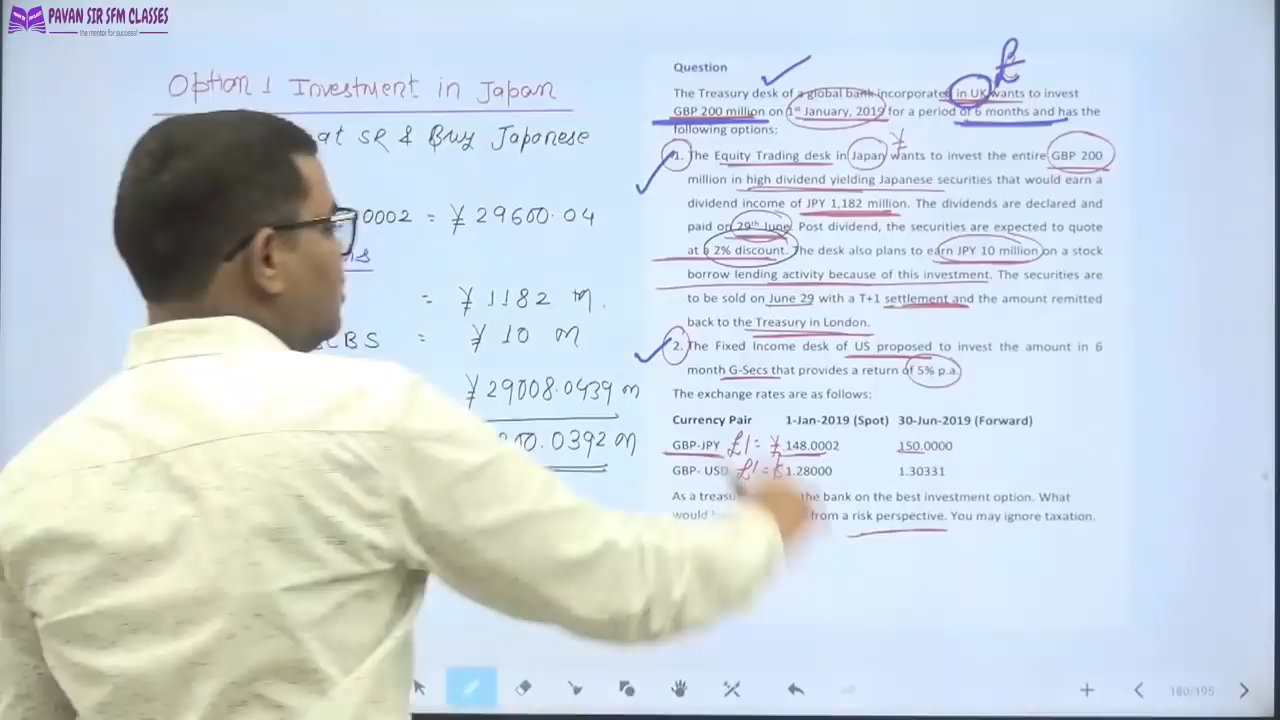 PAVAN SIR SFM CLASSES
the mentor for success!
Option 1 Investment in Japan
at SR & Buy Japanese
0002 = ¥ 29600.04
= ¥ 1182 m.
CBS = ¥ 10 m
¥ 29008.0439 m
00.0392 m
Question
£
The Treasury desk of a global bank incorporated in UK wants to invest
GBP 200 million on 1st January, 2019 for a period of 6 months and has the
following options:
¥
1. The Equity Trading desk in Japan wants to invest the entire GBP 200
million in high dividend yielding Japanese securities that would earn a
dividend income of JPY 1,182 million. The dividends are declared and
paid on 29th June. Post dividend, the securities are expected to quote
at a 2% discount. The desk also plans to earn JPY 10 million on a stock
borrow lending activity because of this investment. The securities are
to be sold on June 29 with a T+1 settlement and the amount remitted
back to the Treasury in London.
2. The Fixed Income desk of US proposed to invest the amount in 6
month G-Secs that provides a return of 5% p.a.
The exchange rates are as follows:
Currency Pair 1-Jan-2019 (Spot) 30-Jun-2019 (Forward)
GBP-JPY £1 = ¥ 148.0002 150.0000
GBP- USD £1 = 1.28000 1.30331
As a the bank on the best investment option. What
would from a risk perspective. You may ignore taxation.
180/195